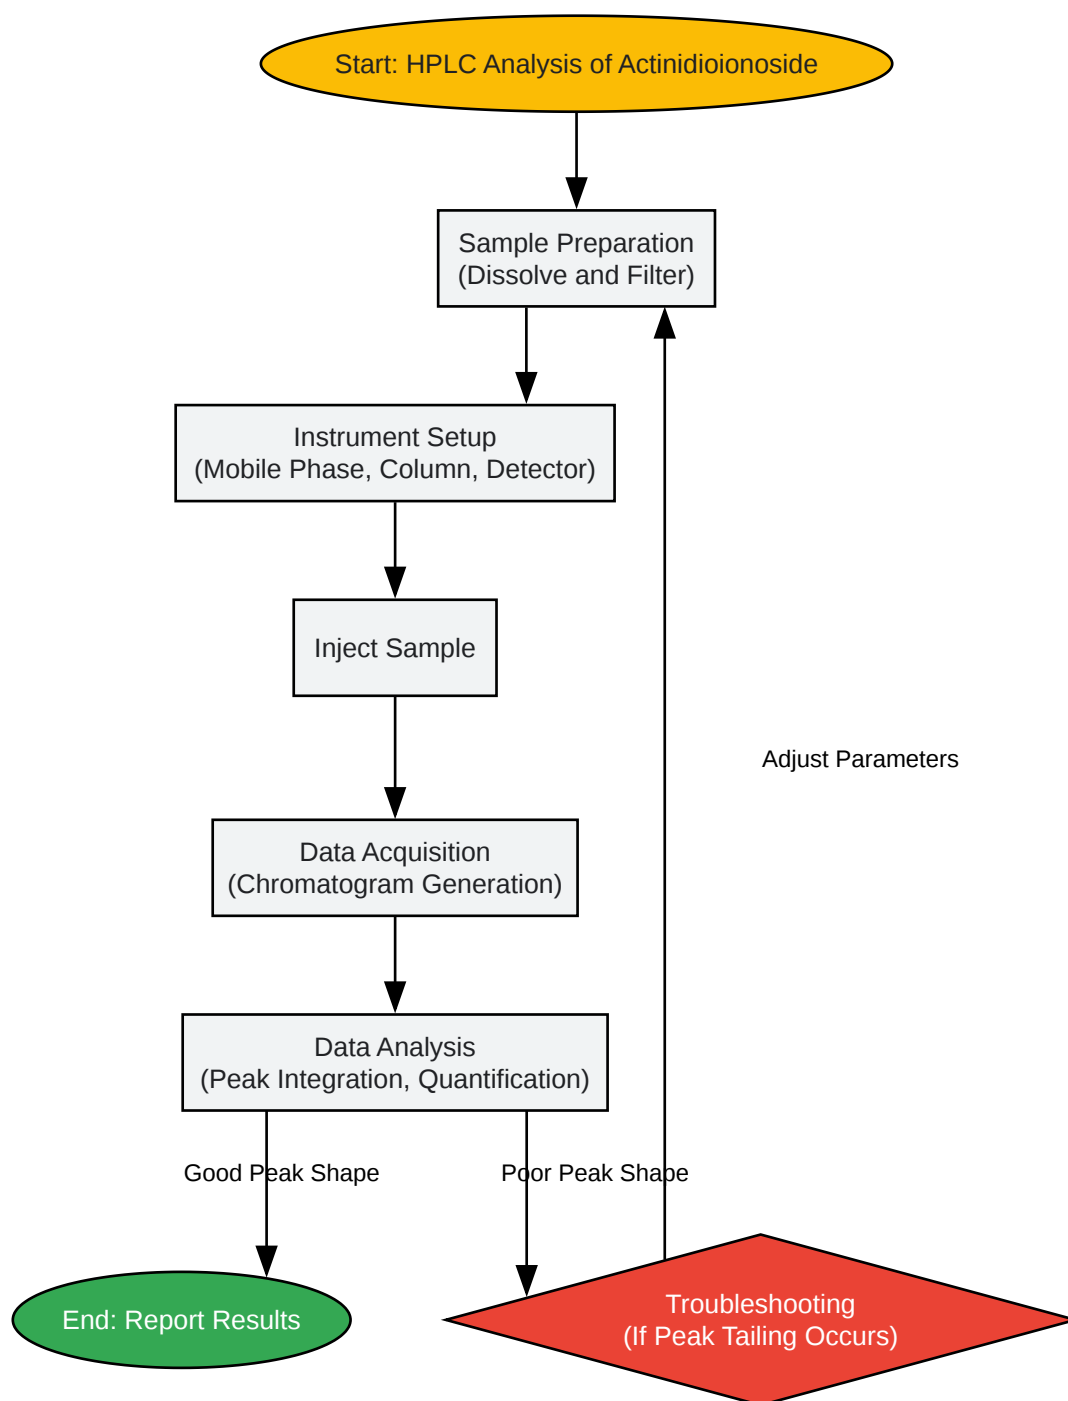 Start: HPLC Analysis of Actinidioionoside
Sample Preparation
(Dissolve and Filter)
Instrument Setup
(Mobile Phase, Column, Detector)
Inject Sample
Adjust Parameters
Data Acquisition
(Chromatogram Generation)
Data Analysis
(Peak Integration, Quantification)
Good Peak Shape
Poor Peak Shape
End: Report Results
Troubleshooting
(If Peak Tailing Occurs)